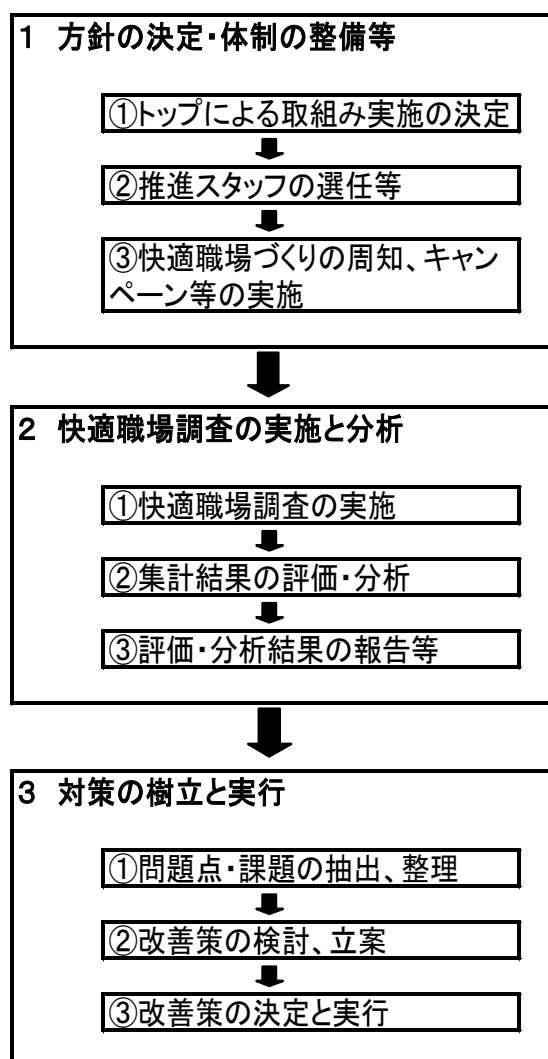 1 方針の決定・体制の整備等
①トップによる取組み実施の決定
②推進スタッフの選任等
③快適職場づくりの周知、キャン
ペーン等の実施
2 快適職場調査の実施と分析
①快適職場調査の実施
②集計結果の評価・分析
③評価・分析結果の報告等
3 対策の樹立と実行
①問題点・課題の抽出、整理
②改善策の検討、立案
③改善策の決定と実行